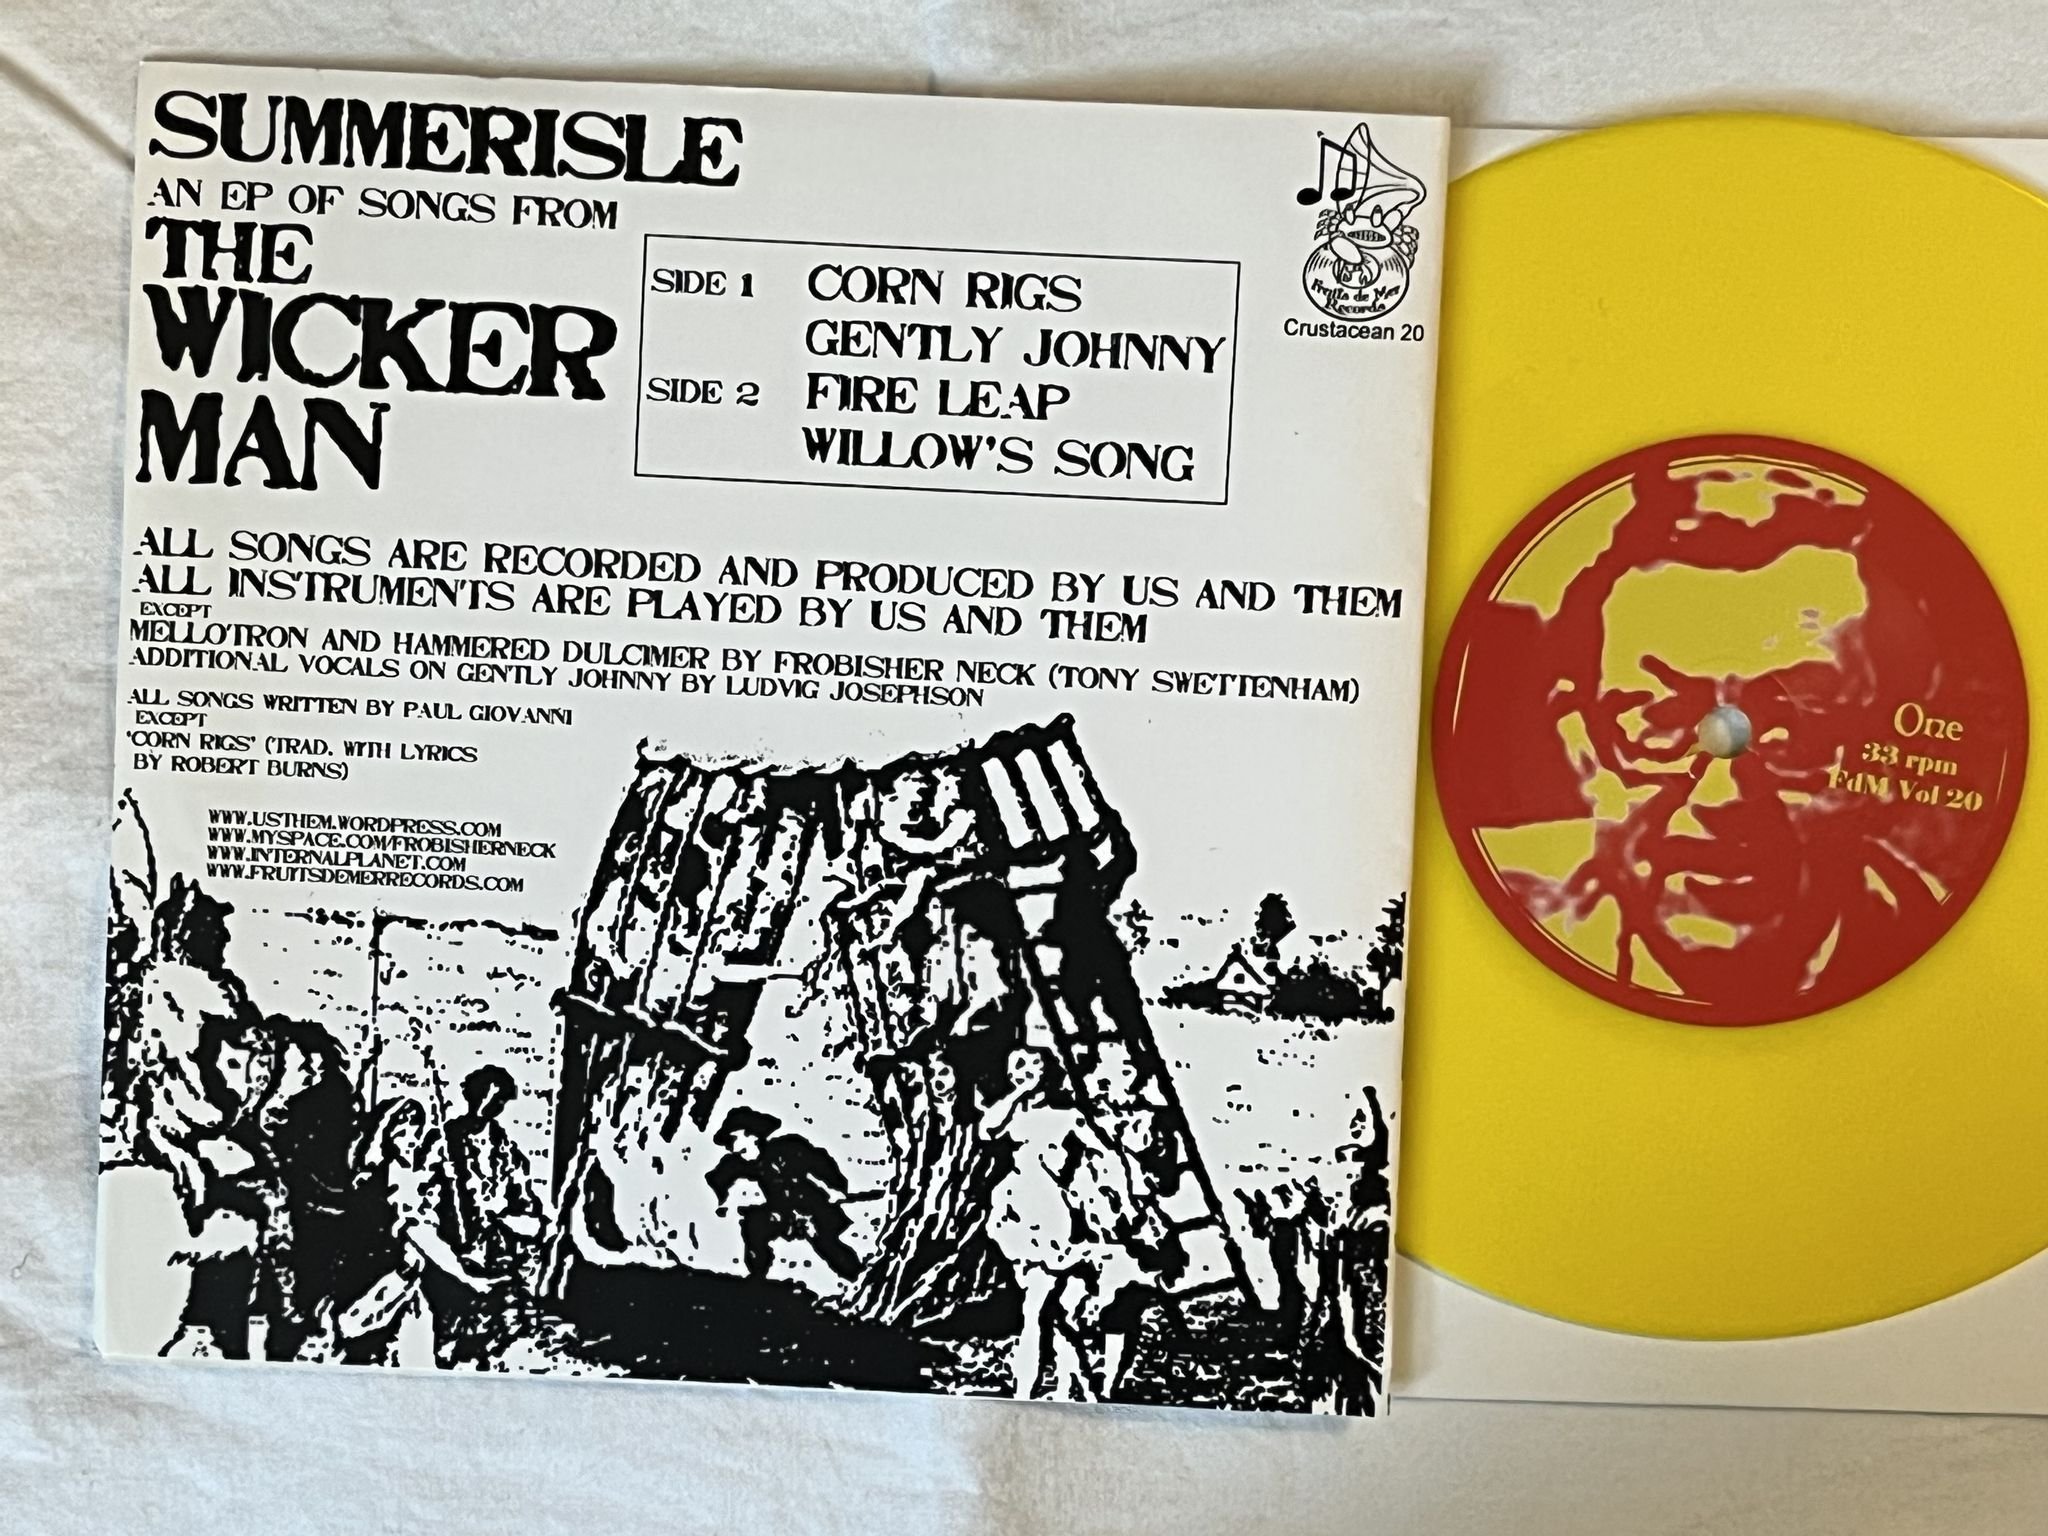 SUMMERISLE
AN EP OF SONGS FROM
THE
WICKER
MAN
SIDE 1 CORN RIGS
GENTLY JOHNNY
SIDE 2 FIRE LEAP
WILLOW'S SONG
Fruits de Mer
Records
Crustacean 20
ALL SONGS ARE RECORDED AND PRODUCED BY US AND THEM
ALL INSTRUMENTS ARE PLAYED BY US AND THEM
EXCEPT
MELLOTRON AND HAMMERED DULCIMER BY FROBISHER NECK (TONY SWETTENHAM)
ADDITIONAL VOCALS ON GENTLY JOHNNY BY LUDVIG JOSEPHSON
ALL SONGS WRITTEN BY PAUL GIOVANNI
EXCEPT
'CORN RIGS' (TRAD. WITH LYRICS
BY ROBERT BURNS)
WWW.USTHEM.WORDPRESS.COM
WWW.MYSPACE.COM/FROBISHERNECK
WWW.INTERNALPLANET.COM
WWW.FRUITSDEMERRECORDS.COM
One
33 rpm
FdM Vol 20